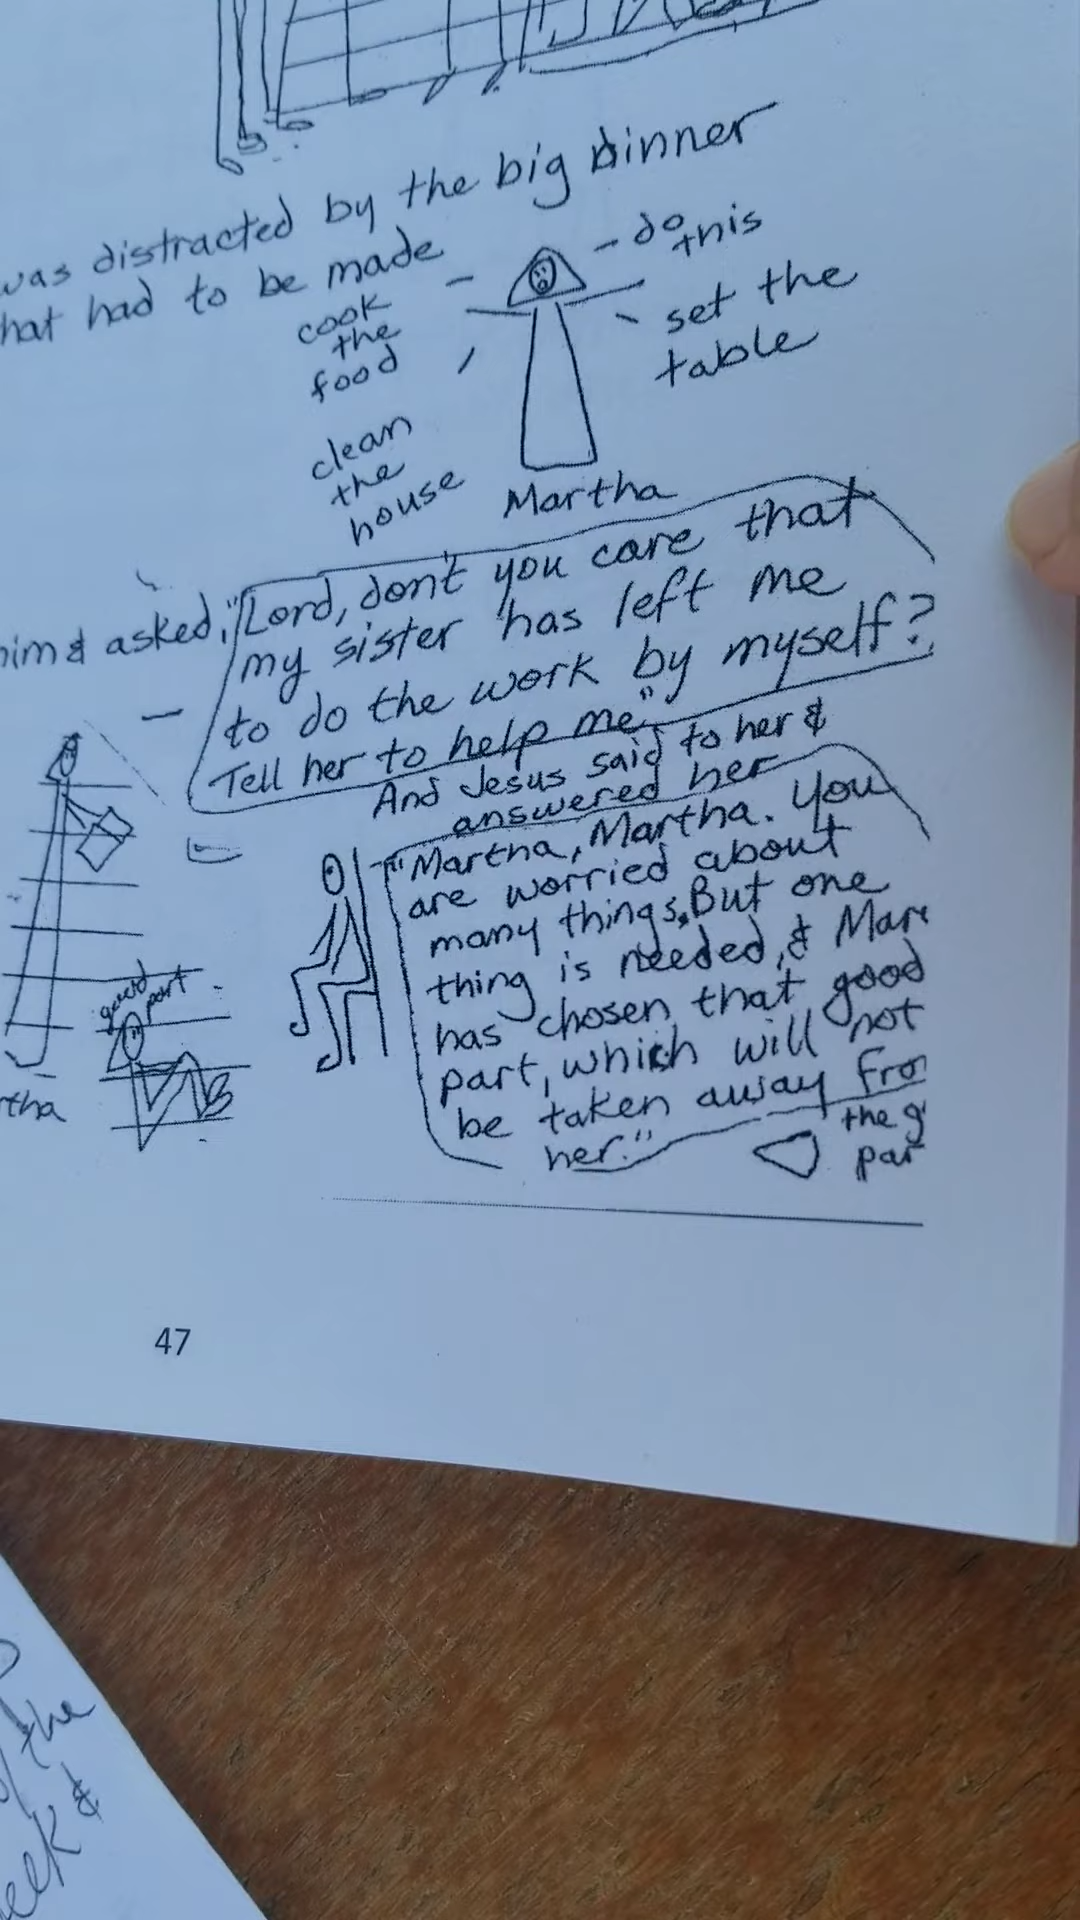 was distracted by the big dinner
that had to be made
- do this
cook the food
set the table
clean the house
Martha
him & asked, "Lord, don't you care that
my sister has left me
to do the work by myself?
Tell her to help me"
And Jesus said to her &
answered her
"Martha, Martha. You
are worried about
many things. But one
thing is needed, & Mar
has chosen that good
part, which will not
be taken away fro
her."
the g
par
good part
rtha
47
the
eek &